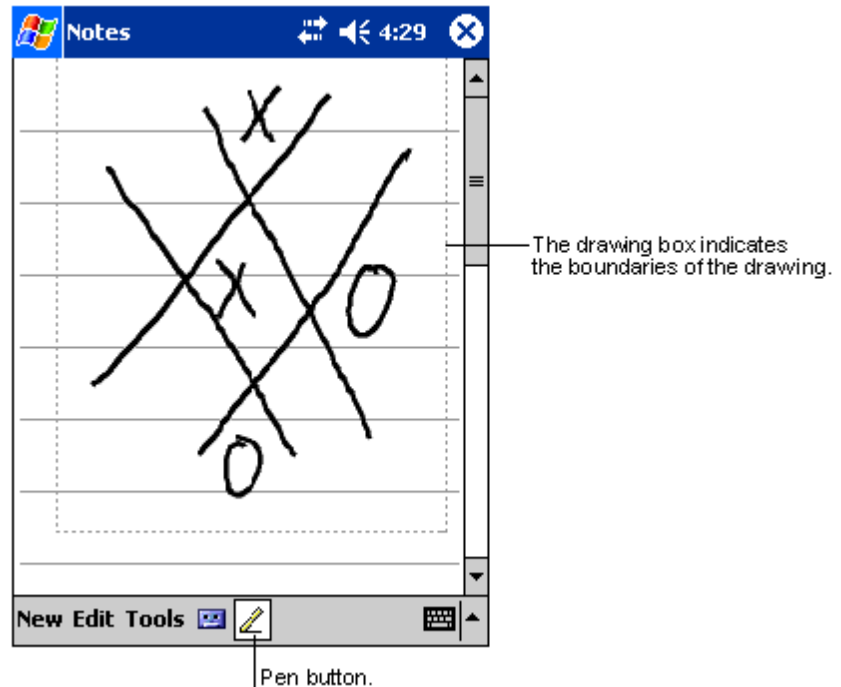 Notes 4:29
X
X
O
O
The drawing box indicates
the boundaries of the drawing.
New Edit Tools
Pen button.